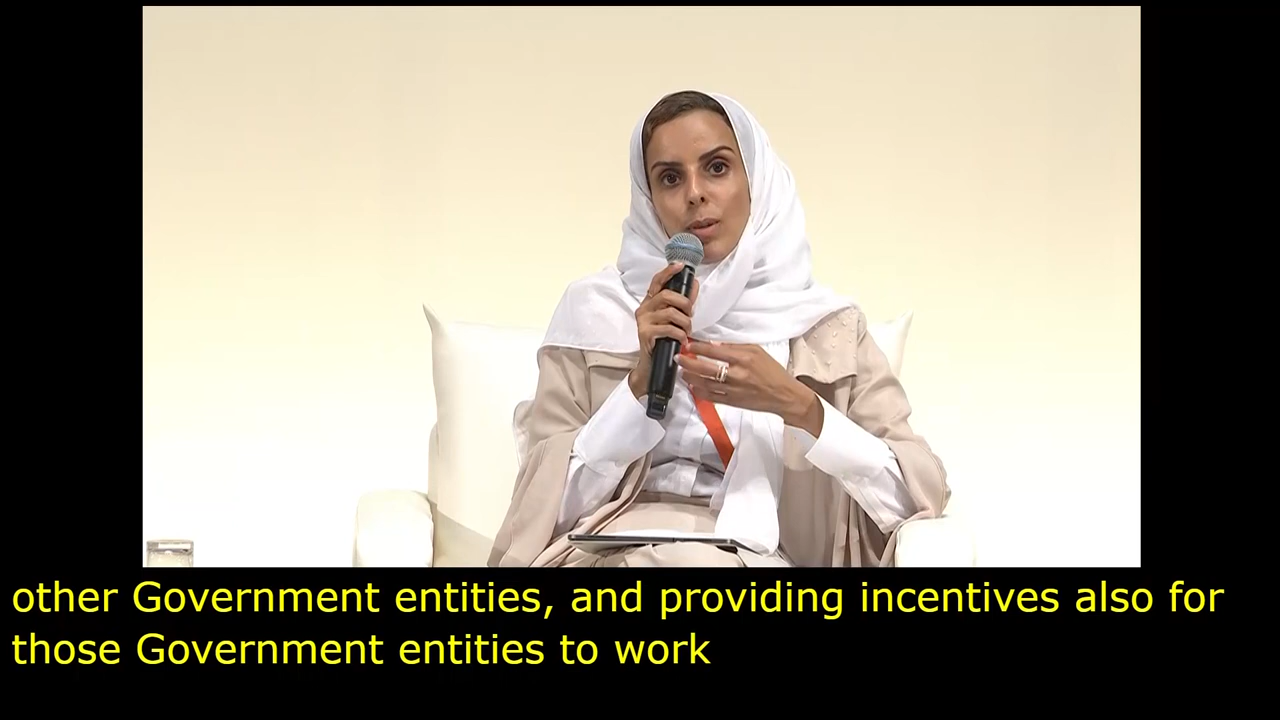 other Government entities, and providing incentives also for
those Government entities to work